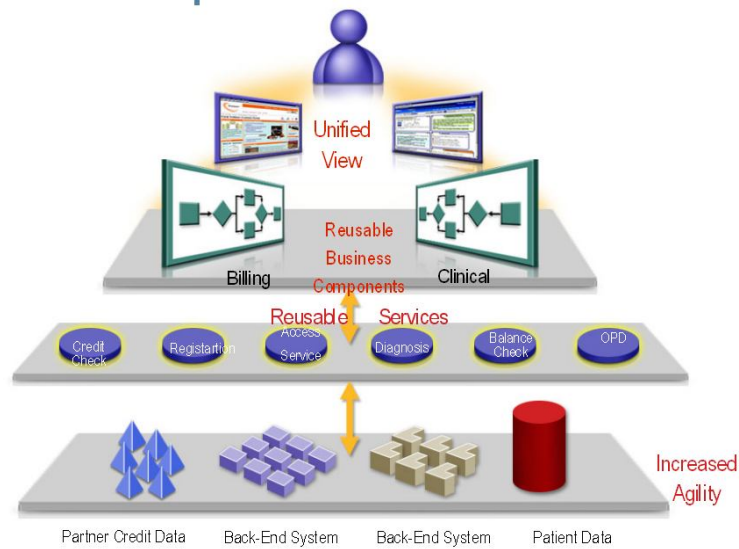 Unified
View
Reusable
Business
Components
Billing
Clinical
Reusable Services
Credit
Check
Registartion
Access
Service
Diagnosis
Balance
Check
OPD
Increased
Agility
Partner Credit Data
Back-End System
Back-End System
Patient Data